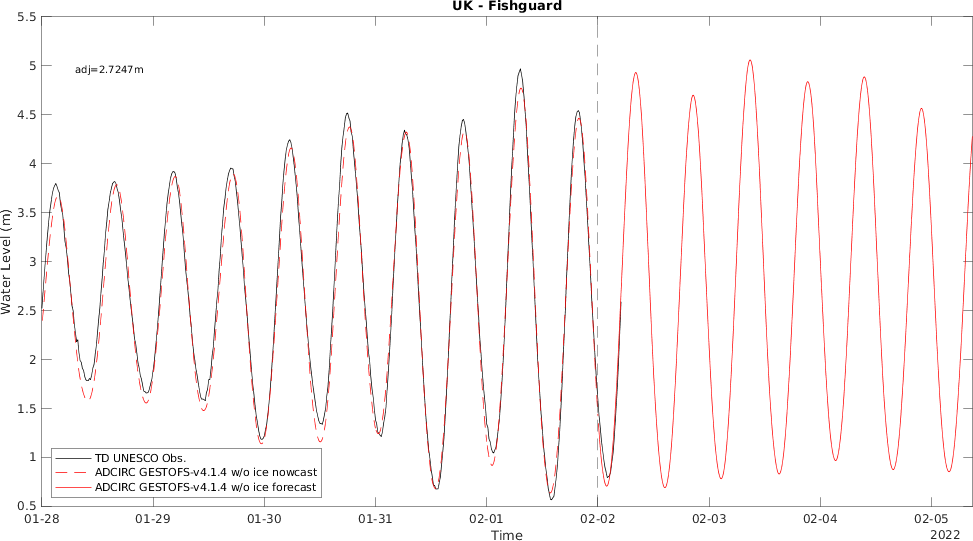 UK - Fishguard
5.5
5
4.5
4
3.5
3
2.5
2
1.5
1
0.5
Water Level (m)
adj=2.7247m
TD UNESCO Obs.
ADCIRC GESTOFS-v4.1.4 w/o ice nowcast
ADCIRC GESTOFS-v4.1.4 w/o ice forecast
01-28 01-29 01-30 01-31 02-01 02-02 02-03 02-04 02-05
Time
2022